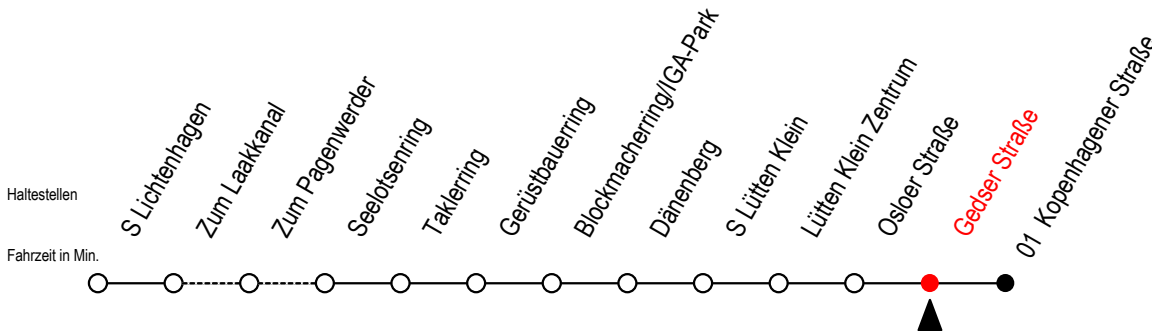 Haltestellen
S Lichtenhagen
Zum Laakkanal
Zum Pagenwerder
Seelotsenring
Taklerring
Gerüstbauerring
Blockmacherring/IGA-Park
Dänenberg
S Lütten Klein
Lütten Klein Zentrum
Osloer Straße
Gedser Straße
01 Kopenhagener Straße
Fahrzeit in Min.